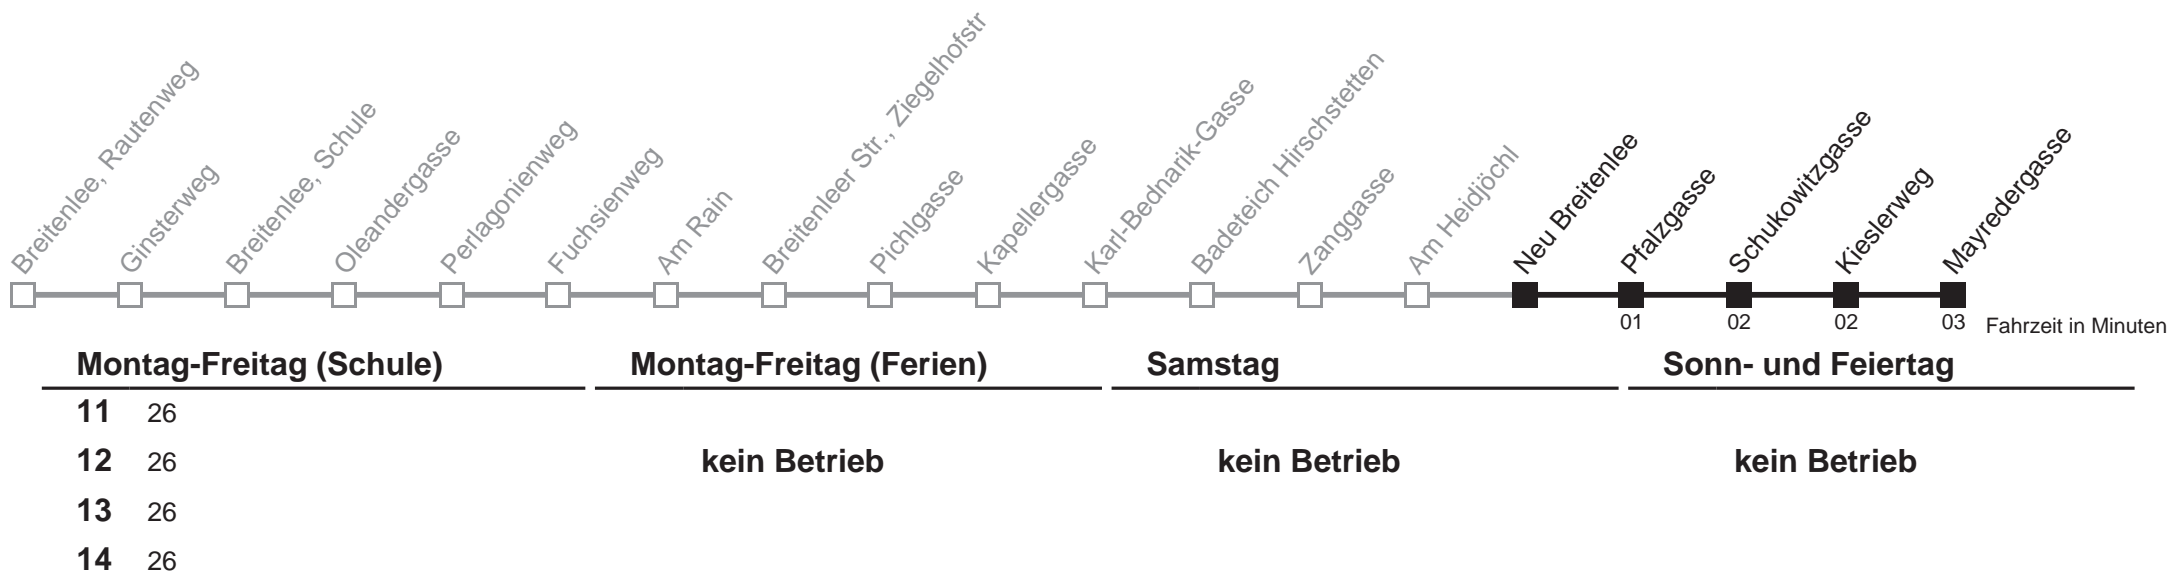 Breitenlee, Rautenweg
Ginsterweg
Breitenlee, Schule
Oleandergasse
Perlagonienweg
Fuchsienweg
Am Rain
Breitenleer Str., Ziegelhofstr
Pichlgasse
Kapellergasse
Karl-Bednarik-Gasse
Badeteich Hirschstetten
Zanggasse
Am Heidjöchl
Neu Breitenlee
Pfalzgasse
Schukowitzgasse
Kieslerweg
Mayredergasse
01 02 02 03 Fahrzeit in Minuten
Montag-Freitag (Schule) Montag-Freitag (Ferien) Samstag Sonn- und Feiertag
11 26
12 26 kein Betrieb kein Betrieb kein Betrieb
13 26
14 26